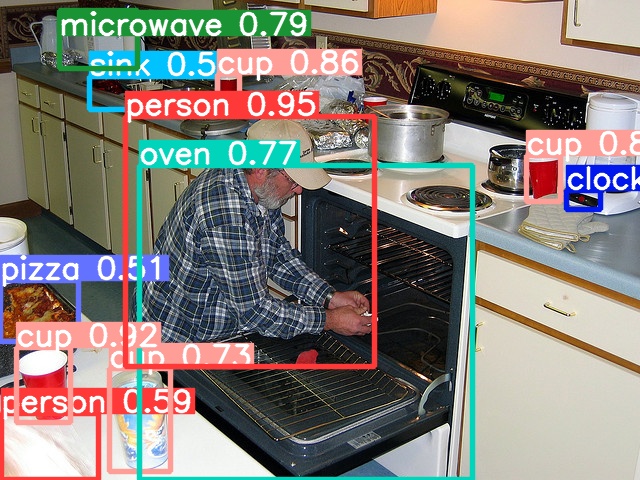 microwave 0.79
sink 0.5
cup 0.86
person 0.95
cup 0.8
oven 0.77
clock
pizza 0.51
cup 0.92
cup 0.73
person 0.59